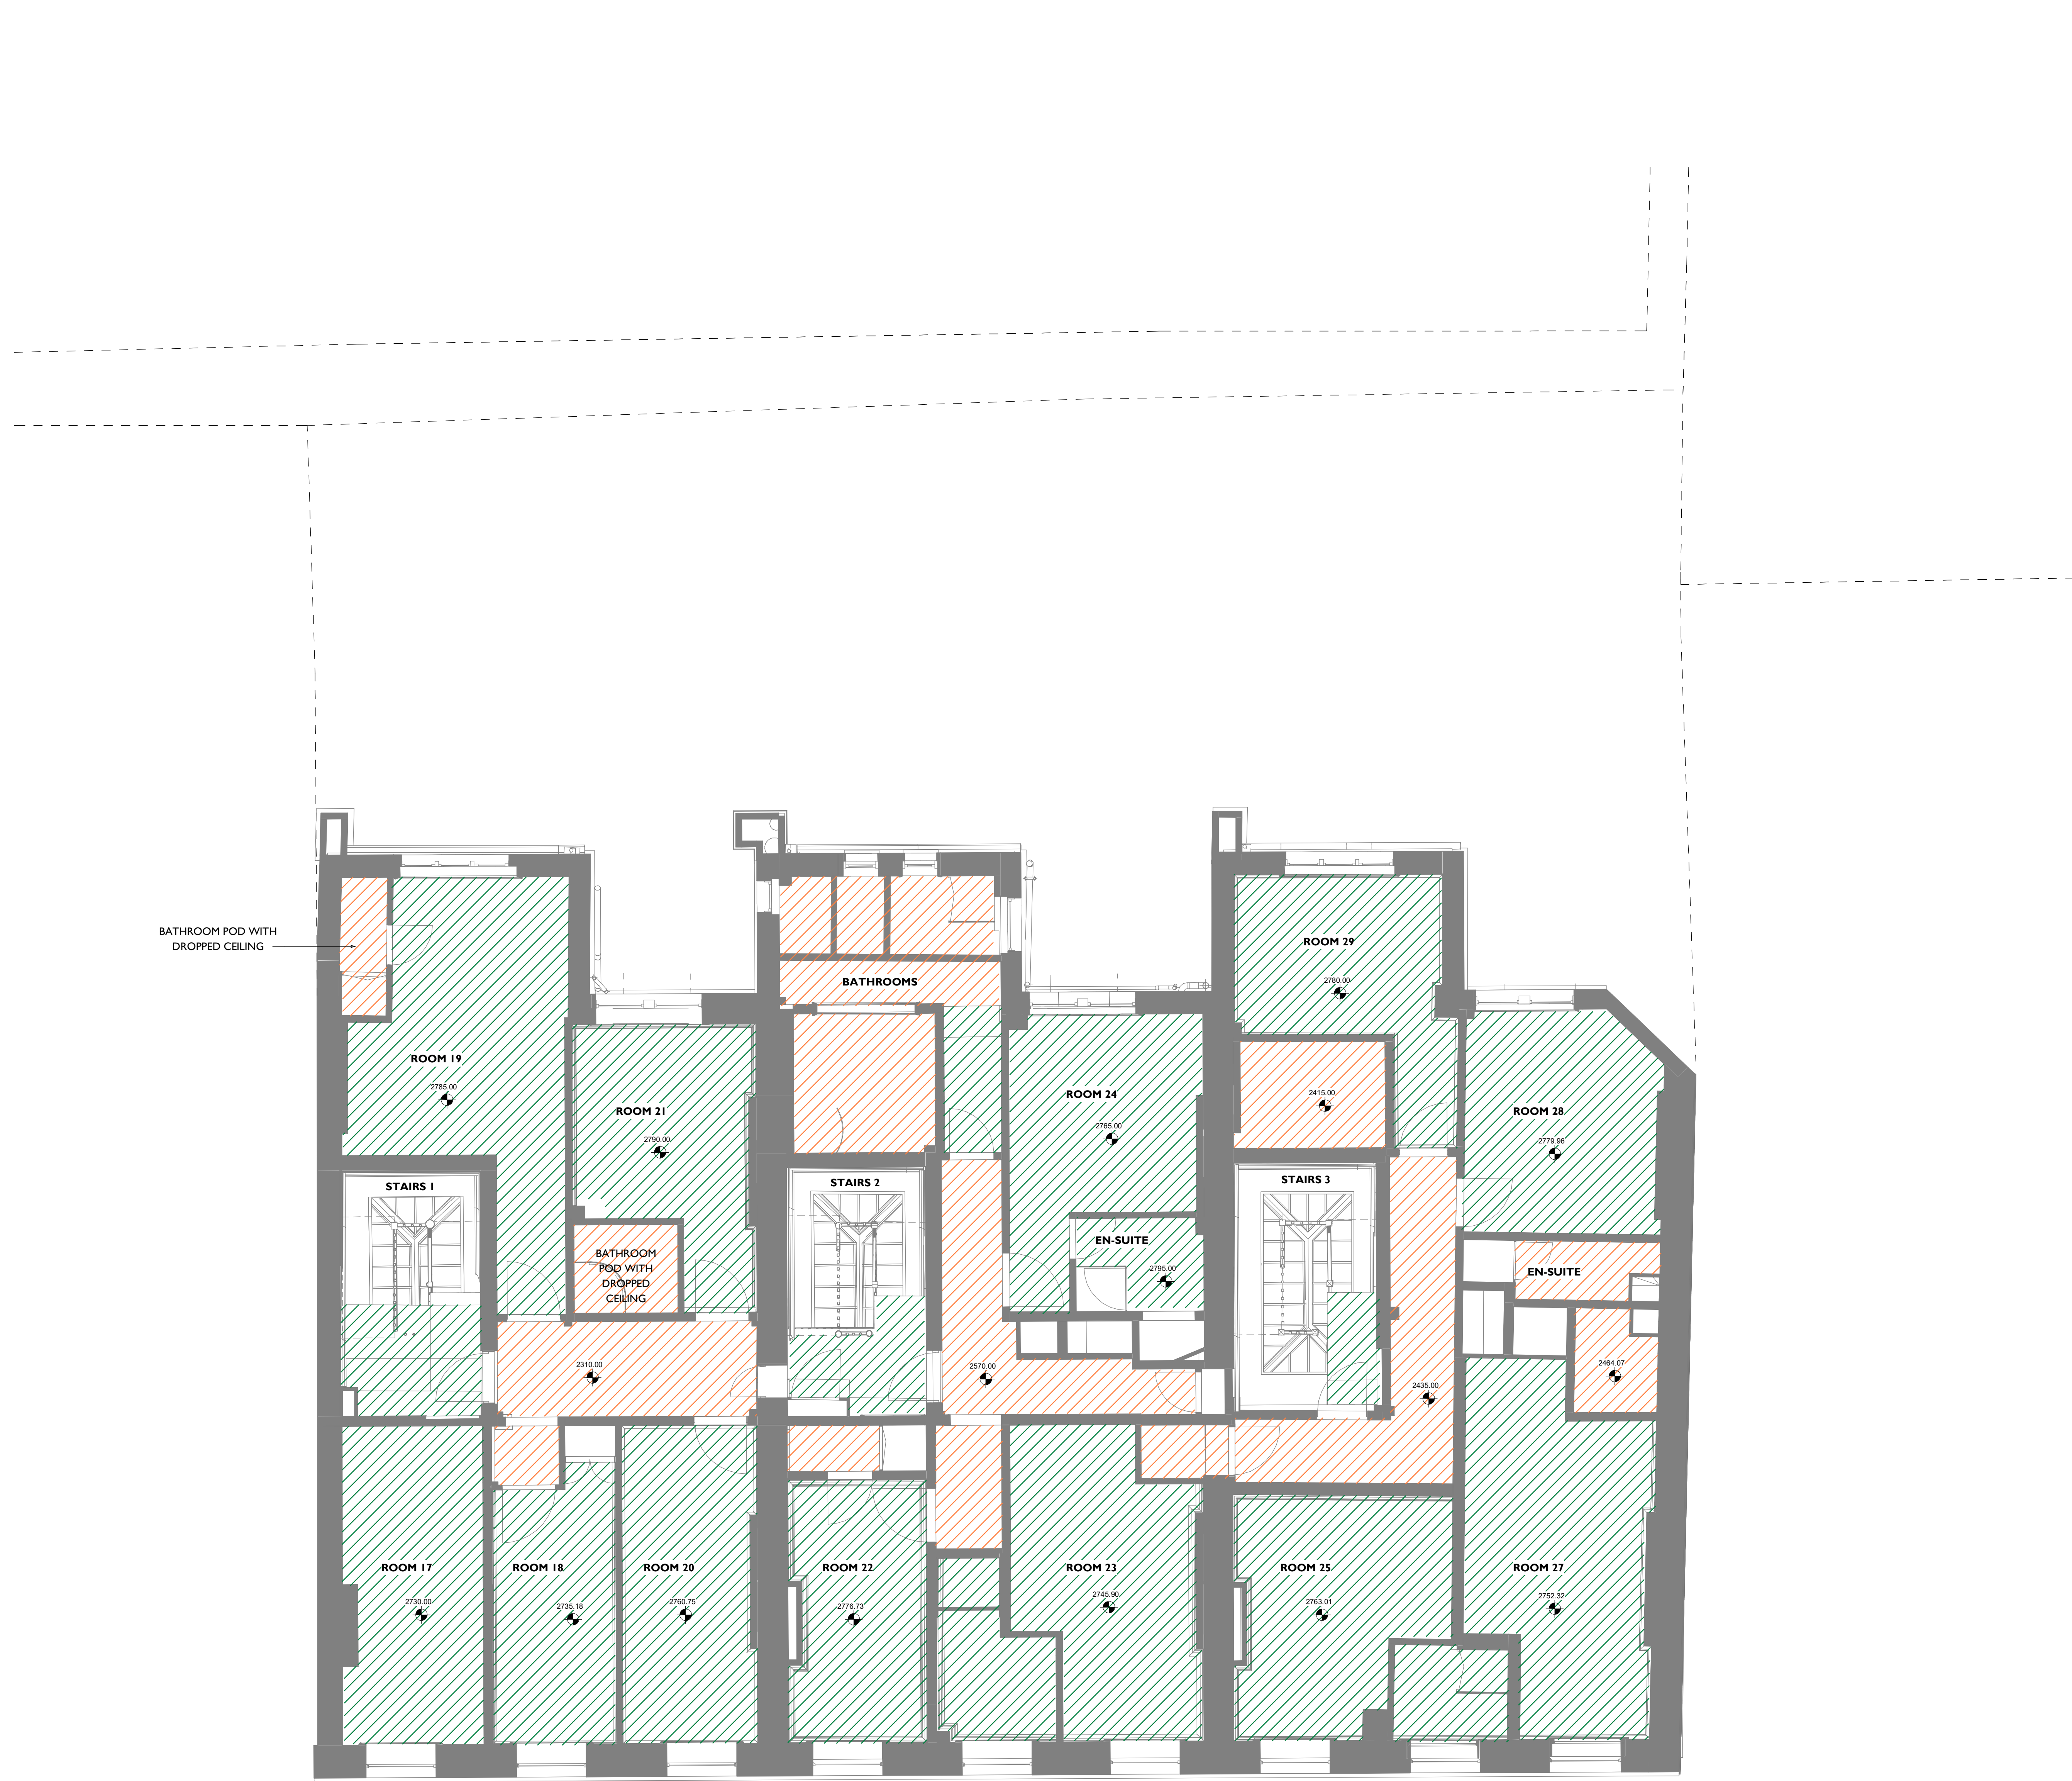 BATHROOM POD WITH
DROPPED CEILING
ROOM 29
2780.00
BATHROOMS
ROOM 19
2785.00
ROOM 21
2790.00
ROOM 24
2765.00
2415.00
ROOM 28
2779.96
STAIRS 1
STAIRS 2
STAIRS 3
BATHROOM
POD WITH
DROPPED
CEILING
EN-SUITE
2795.00
EN-SUITE
2310.00
2570.00
2435.00
2464.07
ROOM 17
2730.00
ROOM 18
2735.18
ROOM 20
2760.75
ROOM 22
2776.73
ROOM 23
2745.90
ROOM 25
2763.01
ROOM 27
2752.32